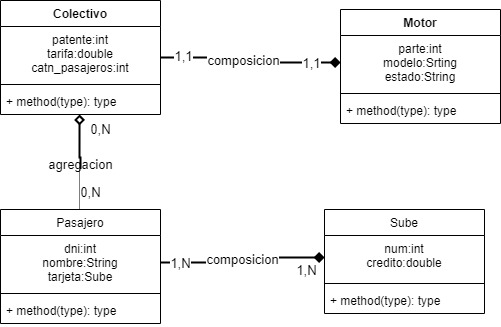 Colectivo
patente:int
tarifa:double
catn_pasajeros:int
+ method(type): type
1,1
composicion
1,1
Motor
parte:int
modelo:Srting
estado:String
+ method(type): type
0,N
agregacion
0,N
Pasajero
dni:int
nombre:String
tarjeta:Sube
+ method(type): type
1,N
composicion
1,N
Sube
num:int
credito:double
+ method(type): type